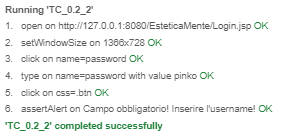 Running 'TC_0.2_2'
1. open on http://127.0.0.1:8080/EsteticaMente/Login.jsp OK
2. setWindowSize on 1366x728 OK
3. click on name=password OK
4. type on name=password with value pinko OK
5. click on css=.btn OK
6. assertAlert on Campo obbligatorio! Inserire l'username! OK
'TC_0.2_2' completed successfully